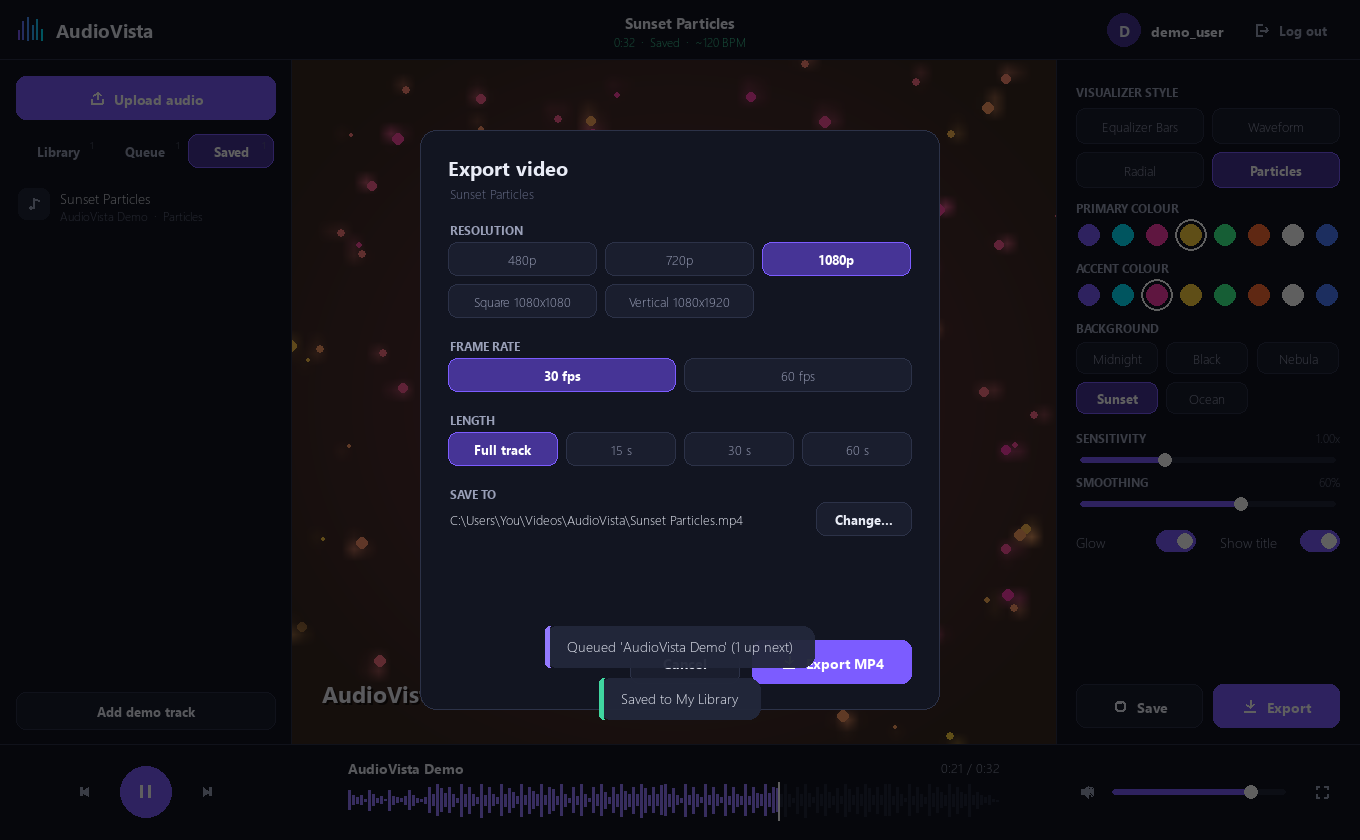 AudioVista
Sunset Particles
0:32 · Saved · ~120 BPM
D
demo_user
Log out
Upload audio
Library
Queue
Saved
Sunset Particles
AudioVista Demo · Particles
Add demo track
AudioVis
Export video
Sunset Particles
RESOLUTION
480p
720p
1080p
Square 1080x1080
Vertical 1080x1920
FRAME RATE
30 fps
60 fps
LENGTH
Full track
15 s
30 s
60 s
SAVE TO
C:\Users\You\Videos\AudioVista\Sunset Particles.mp4
Change...
Queued 'AudioVista Demo' (1 up next)
Cancel
Export MP4
Saved to My Library
VISUALIZER STYLE
Equalizer Bars
Waveform
Radial
Particles
PRIMARY COLOUR
ACCENT COLOUR
BACKGROUND
Midnight
Black
Nebula
Sunset
Ocean
SENSITIVITY
1.00x
SMOOTHING
60%
Glow
Show title
Save
Export
AudioVista Demo
0:21 / 0:32